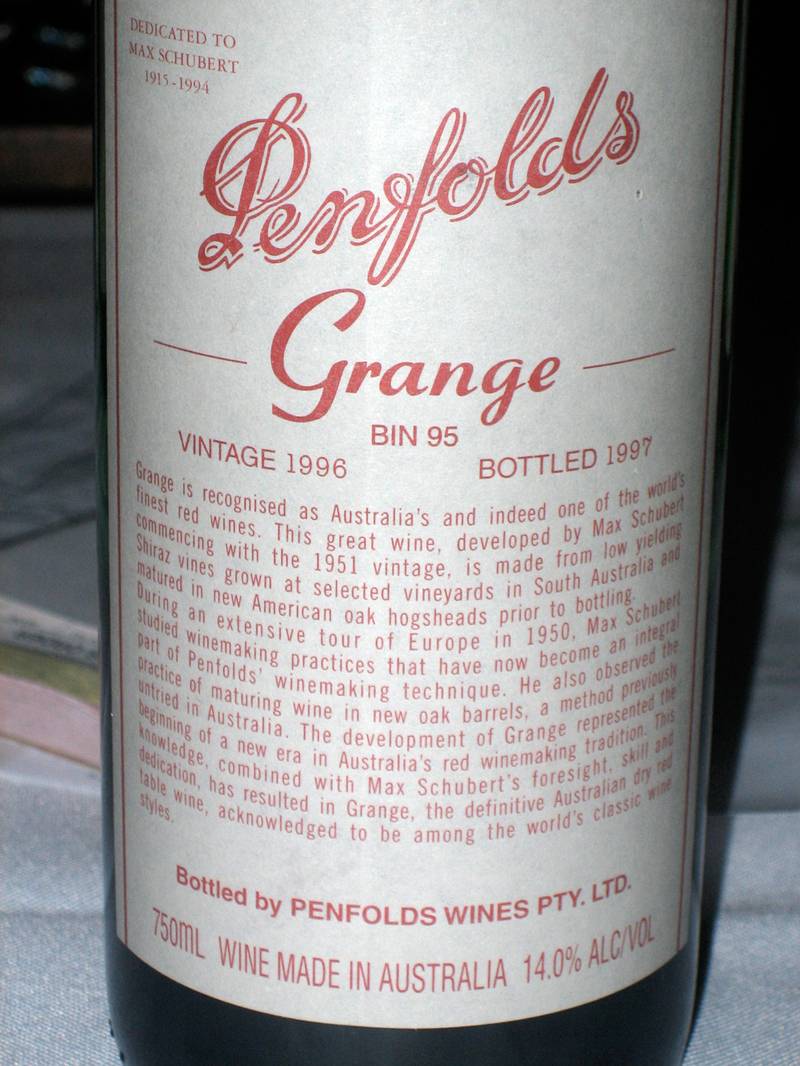 DEDICATED TO
MAX SCHUBERT
1915-1994
Penfolds
Grange
BIN 95
VINTAGE 1996 BOTTLED 1997
Grange is recognised as Australia's and indeed one of the world's
finest red wines. This great wine, developed by Max Schubert
commencing with the 1951 vintage, is made from low yielding
Shiraz vines grown at selected vineyards in South Australia and
matured in new American oak hogsheads prior to bottling.
During an extensive tour of Europe in 1950, Max Schubert
studied winemaking practices that have now become an integral
part of Penfolds' winemaking technique. He also observed the
practice of maturing wine in new oak barrels, a method previously
untried in Australia. The development of Grange represented the
beginning of a new era in Australia's red winemaking tradition. This
knowledge, combined with Max Schubert's foresight, skill and
dedication, has resulted in Grange, the definitive Australian dry red
table wine, acknowledged to be among the world's classic wine
styles.
Bottled by PENFOLDS WINES PTY. LTD.
750mL WINE MADE IN AUSTRALIA 14.0% ALC/VOL